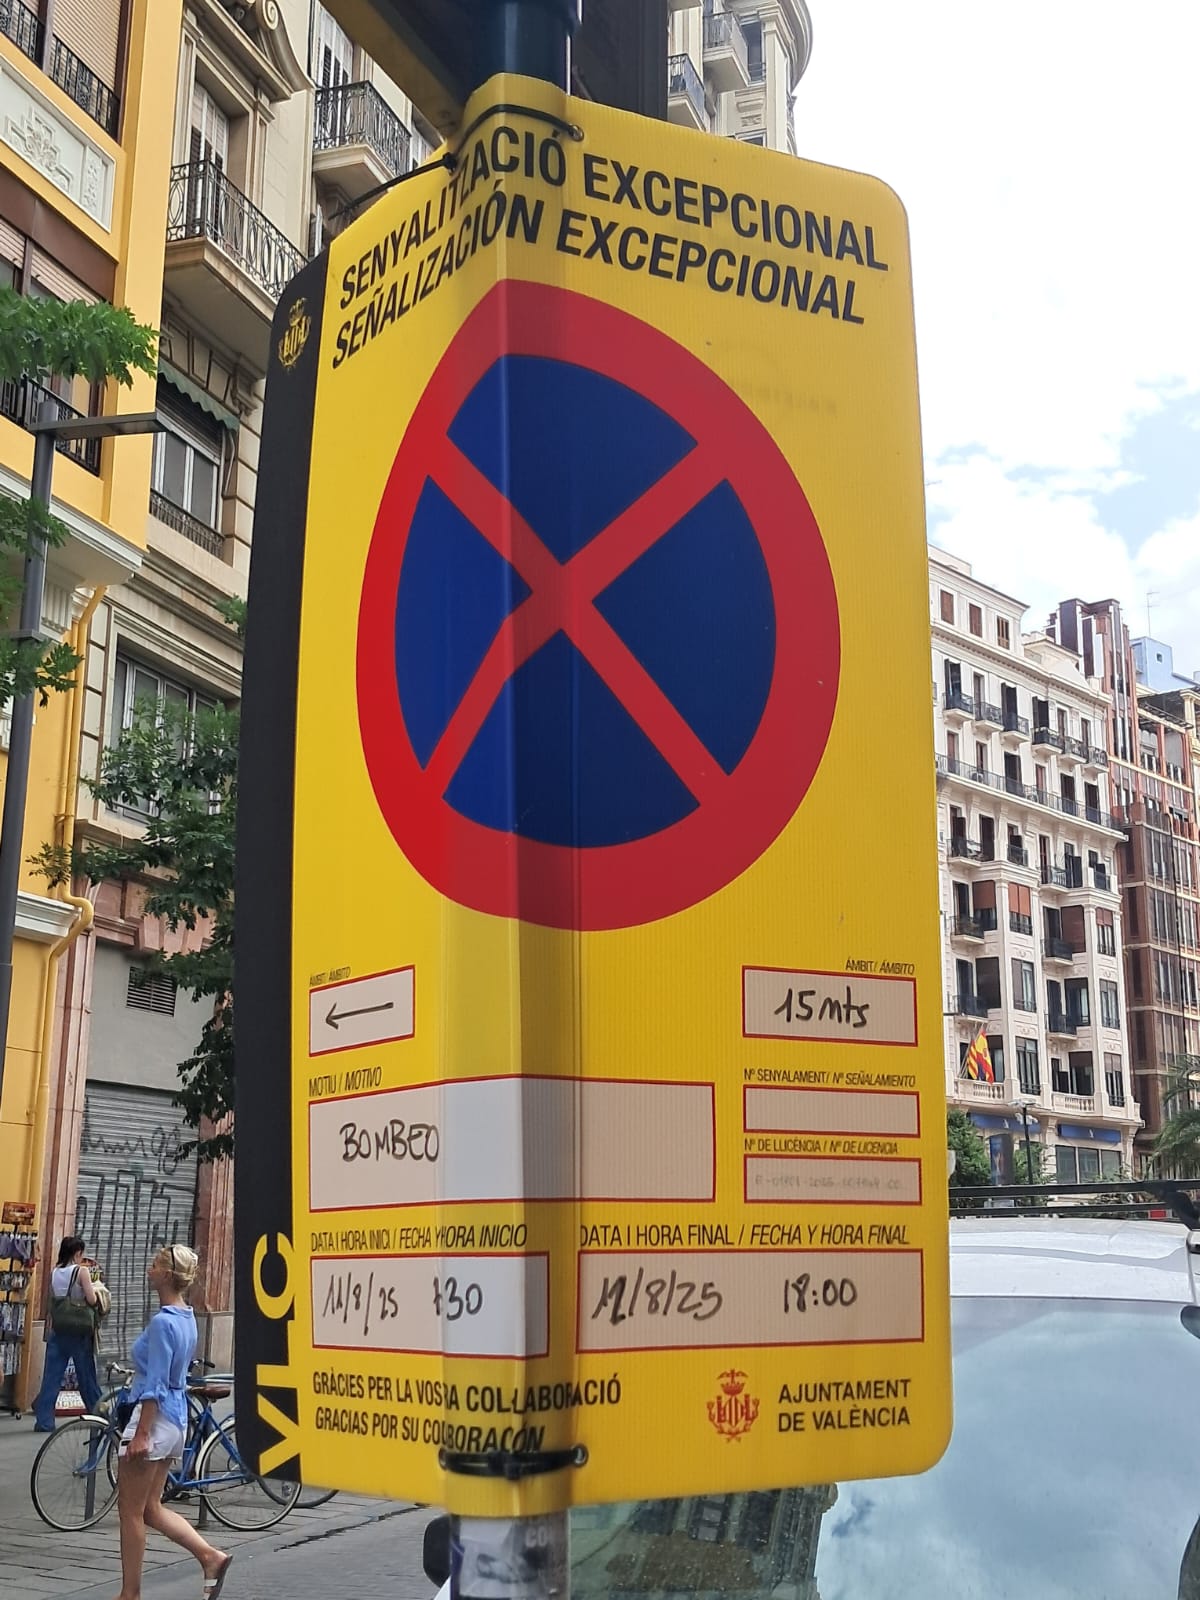 SENYALITZACIÓ EXCEPCIONAL
SEÑALIZACIÓN EXCEPCIONAL
ÀMBIT/ ÁMBITO
←
ÀMBIT/ ÁMBITO
15 mts
MOTIU / MOTIVO
BOMBEO
Nº SENYALAMENT/ Nº SEÑALAMIENTO
Nº DE LLICÈNCIA / Nº DE LICENCIA
DATA I HORA INICI / FECHA Y HORA INICIO
11/8/25 7:30
DATA I HORA FINAL / FECHA Y HORA FINAL
12/8/25 18:00
GRÀCIES PER LA VOSTRA COL·LABORACIÓ
GRACIAS POR SU COLABORACIÓN
AJUNTAMENT
DE VALÈNCIA
VLC